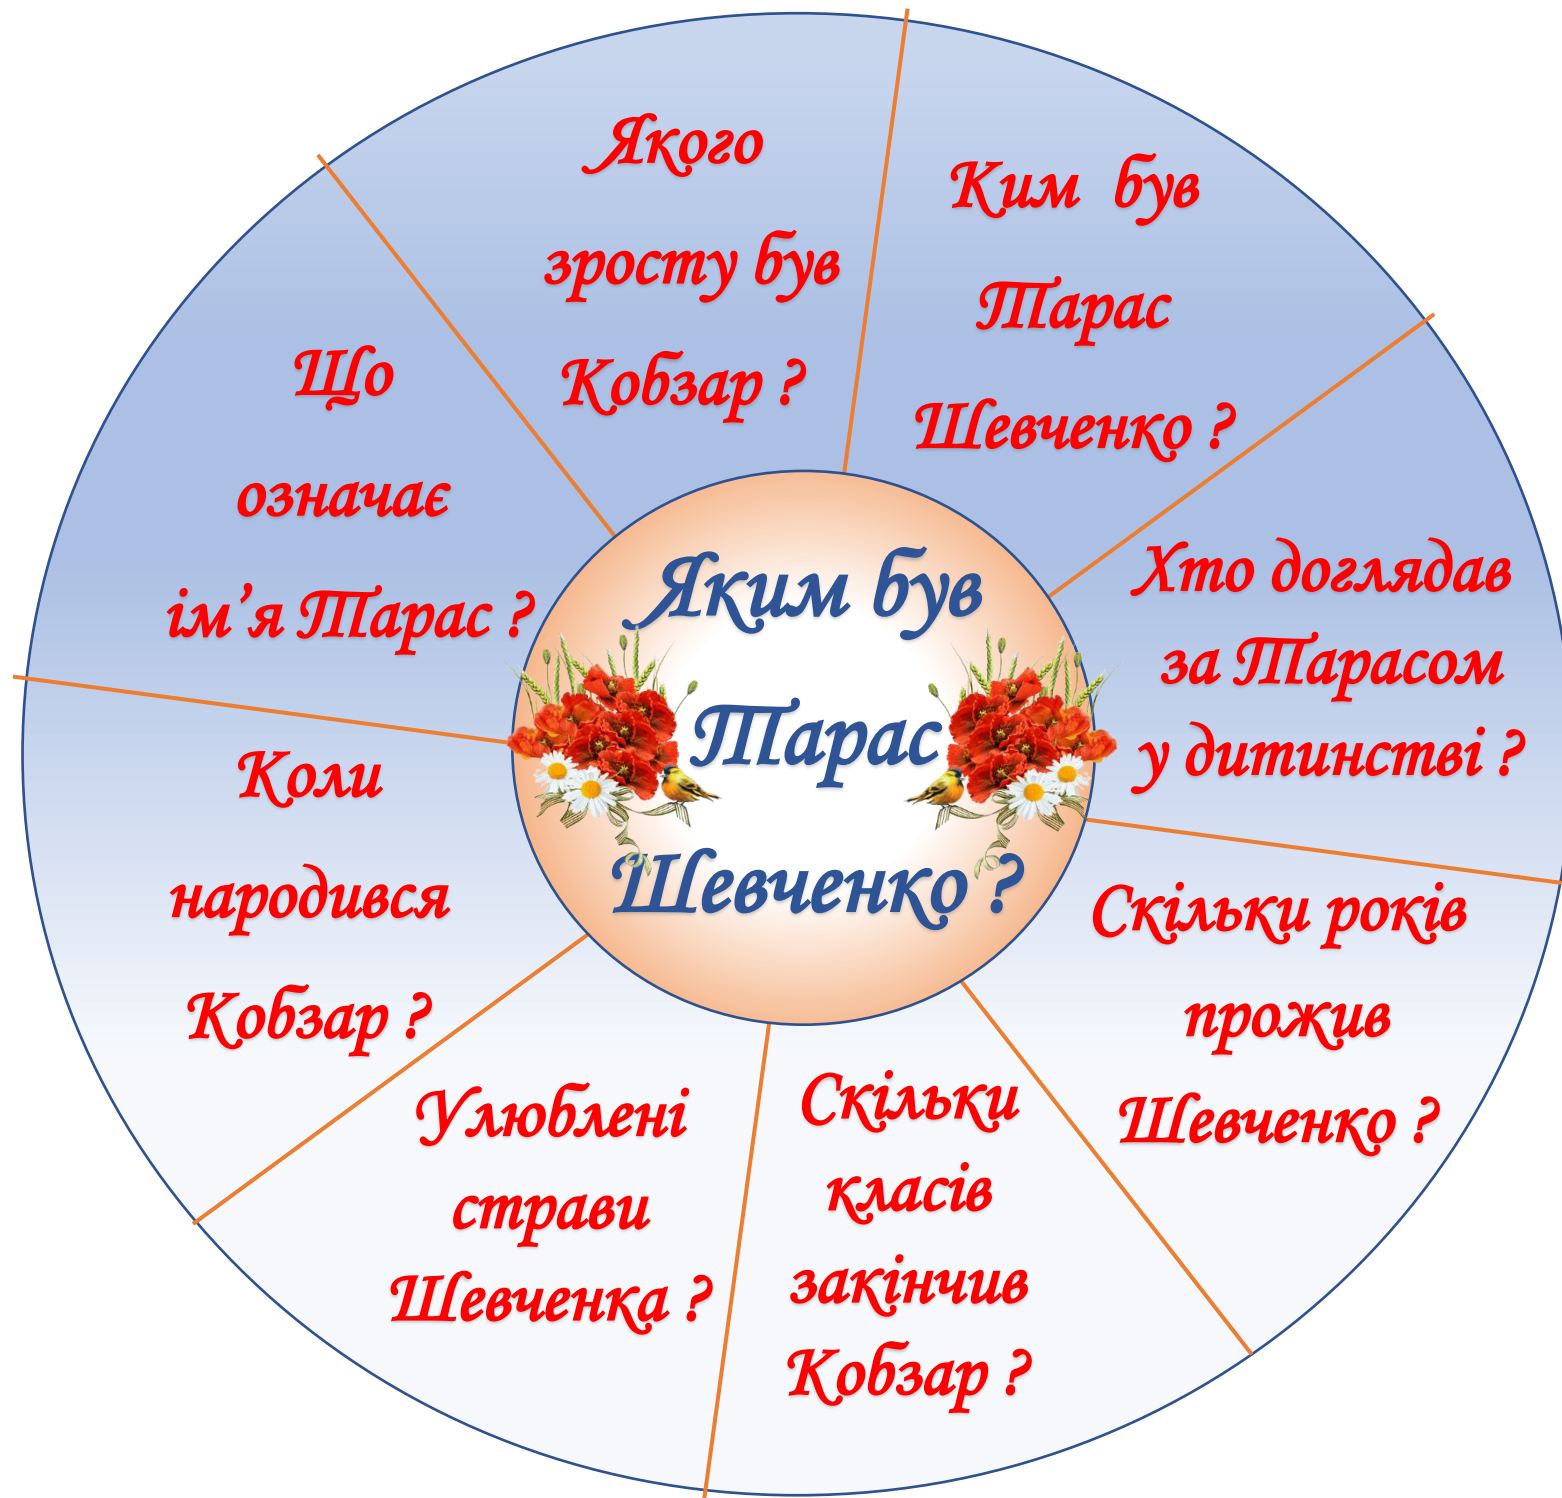 Яким був
Тарас
Шевченко ?
Якого
зросту був
Кобзар ?
Ким був
Тарас
Шевченко ?
Хто доглядав
за Тарасом
у дитинстві ?
Скільки років
прожив
Шевченко ?
Скільки
класів
закінчив
Кобзар ?
Улюблені
страви
Шевченка ?
Коли
народився
Кобзар ?
Що
означає
ім’я Тарас ?